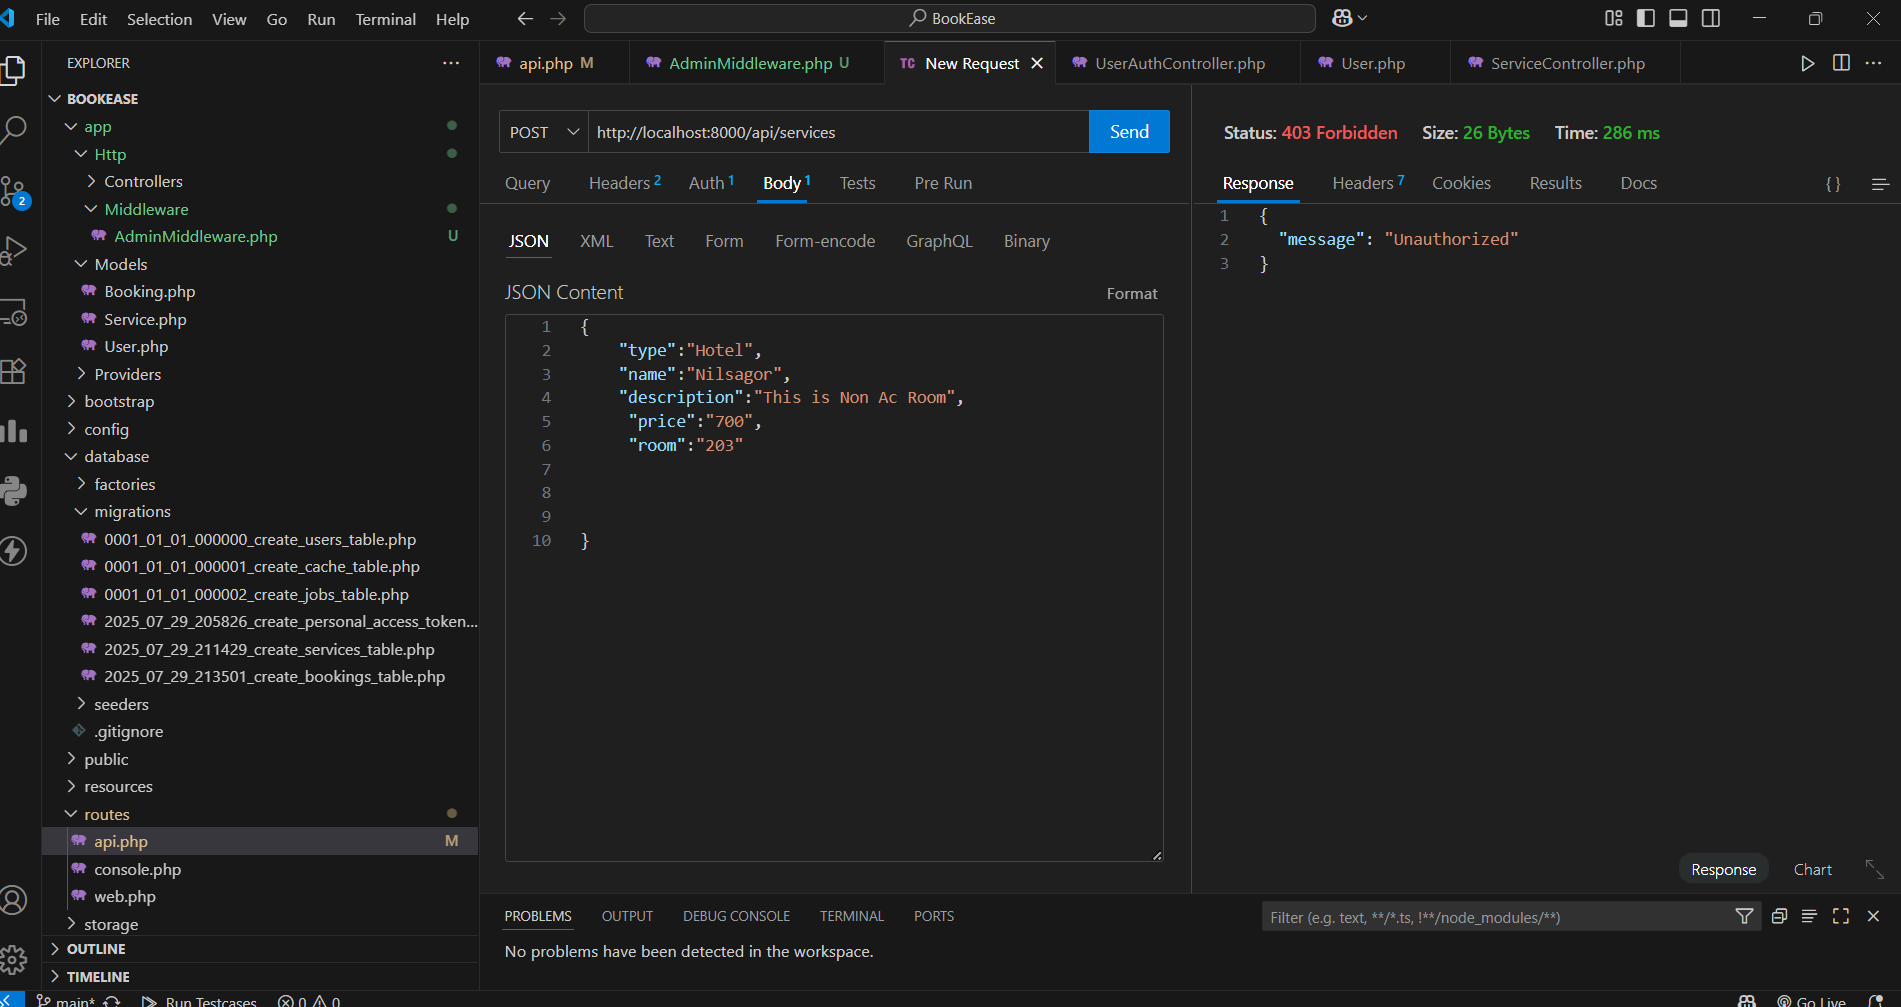 File Edit Selection View Go Run Terminal Help
BookEase
EXPLORER
BOOKEASE
app
Http
Controllers
Middleware
AdminMiddleware.php U
Models
Booking.php
Service.php
User.php
Providers
bootstrap
config
database
factories
migrations
0001_01_01_000000_create_users_table.php
0001_01_01_000001_create_cache_table.php
0001_01_01_000002_create_jobs_table.php
2025_07_29_205826_create_personal_access_token...
2025_07_29_211429_create_services_table.php
2025_07_29_213501_create_bookings_table.php
seeders
.gitignore
public
resources
routes
api.php M
console.php
web.php
storage
OUTLINE
TIMELINE
2
api.php M AdminMiddleware.php U TC New Request UserAuthController.php User.php ServiceController.php
POST http://localhost:8000/api/services Send
Query Headers 2 Auth 1 Body 1 Tests Pre Run
JSON XML Text Form Form-encode GraphQL Binary
JSON Content Format
1 {
2 "type":"Hotel",
3 "name":"Nilsagor",
4 "description":"This is Non Ac Room",
5 "price":"700",
6 "room":"203"
7
8
9
10 }
Status: 403 Forbidden Size: 26 Bytes Time: 286 ms
Response Headers 7 Cookies Results Docs { }
1 {
2 "message": "Unauthorized"
3 }
Response Chart
PROBLEMS OUTPUT DEBUG CONSOLE TERMINAL PORTS
Filter (e.g. text, **/*.ts, !**/node_modules/**)
No problems have been detected in the workspace.
main* Run Testcases 0 0 Go Live